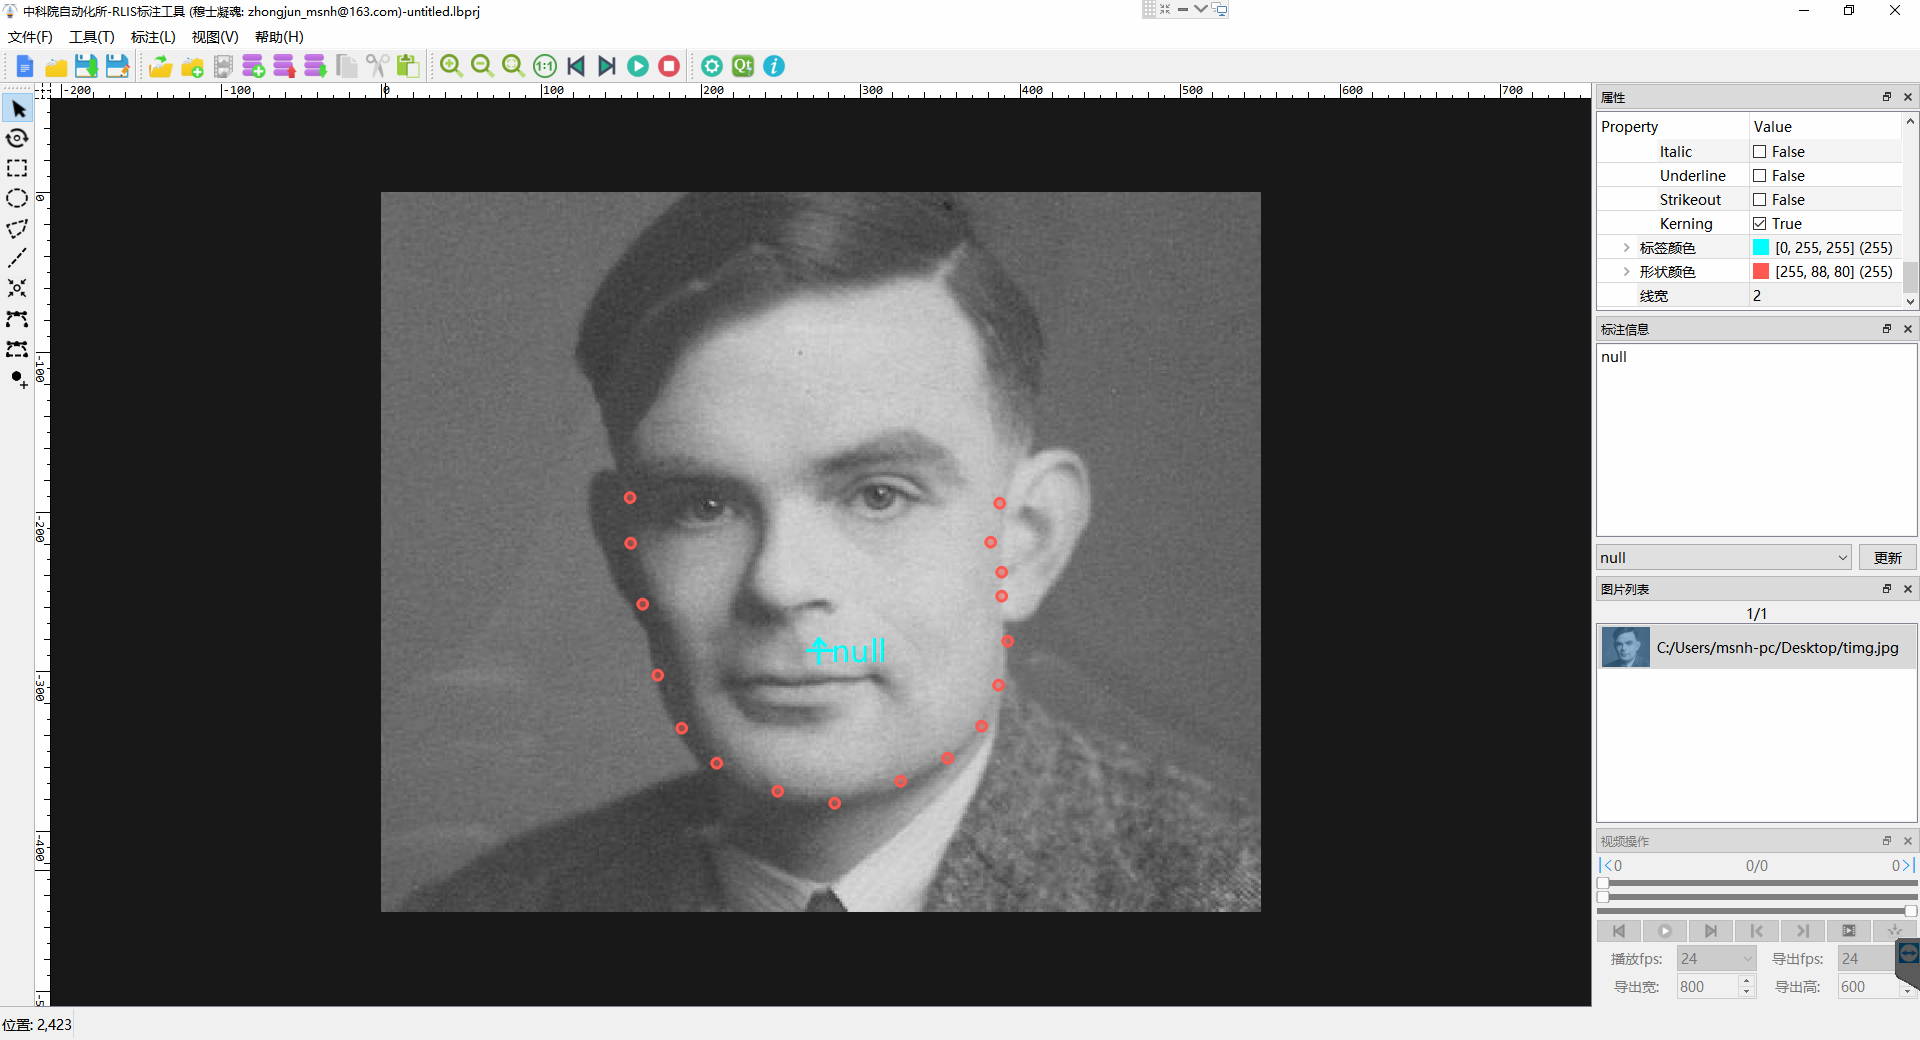 中科院自动化所-RLIS标注工具 (穆士凝魂: zhongjun_msnh@163.com)-untitled.lbprj
文件(F) 工具(T) 标注(L) 视图(V) 帮助(H)
1:1 Qt i
-200 -100 0 100 200 300 400 500 600 700
0
-100
-200
-300
-400
-5
null
属性
Property Value
Italic False
Underline False
Strikeout False
Kerning True
标签颜色 [0, 255, 255] (255)
形状颜色 [255, 88, 80] (255)
线宽 2
标注信息
null
null 更新
图片列表
1/1
C:/Users/msnh-pc/Desktop/timg.jpg
视频操作
|<0 0/0 0>|
播放fps: 24 导出fps: 24
导出宽: 800 导出高: 600
位置: 2,423